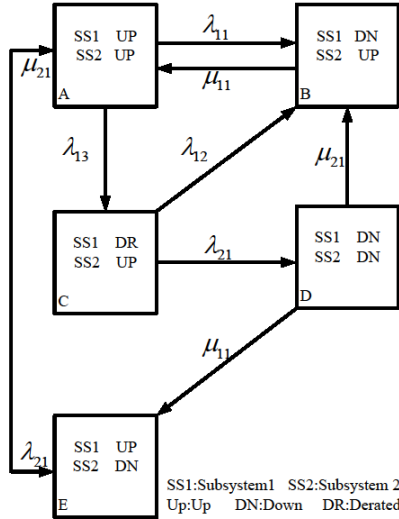 SS1 UP
SS2 UP
A
λ11
μ11
SS1 DN
SS2 UP
B
μ21
λ13
λ12
μ21
SS1 DR
SS2 UP
C
λ21
SS1 DN
SS2 DN
D
μ11
SS1 UP
SS2 DN
E
λ21
SS1:Subsystem1 SS2:Subsystem 2
Up:Up DN:Down DR:Derated